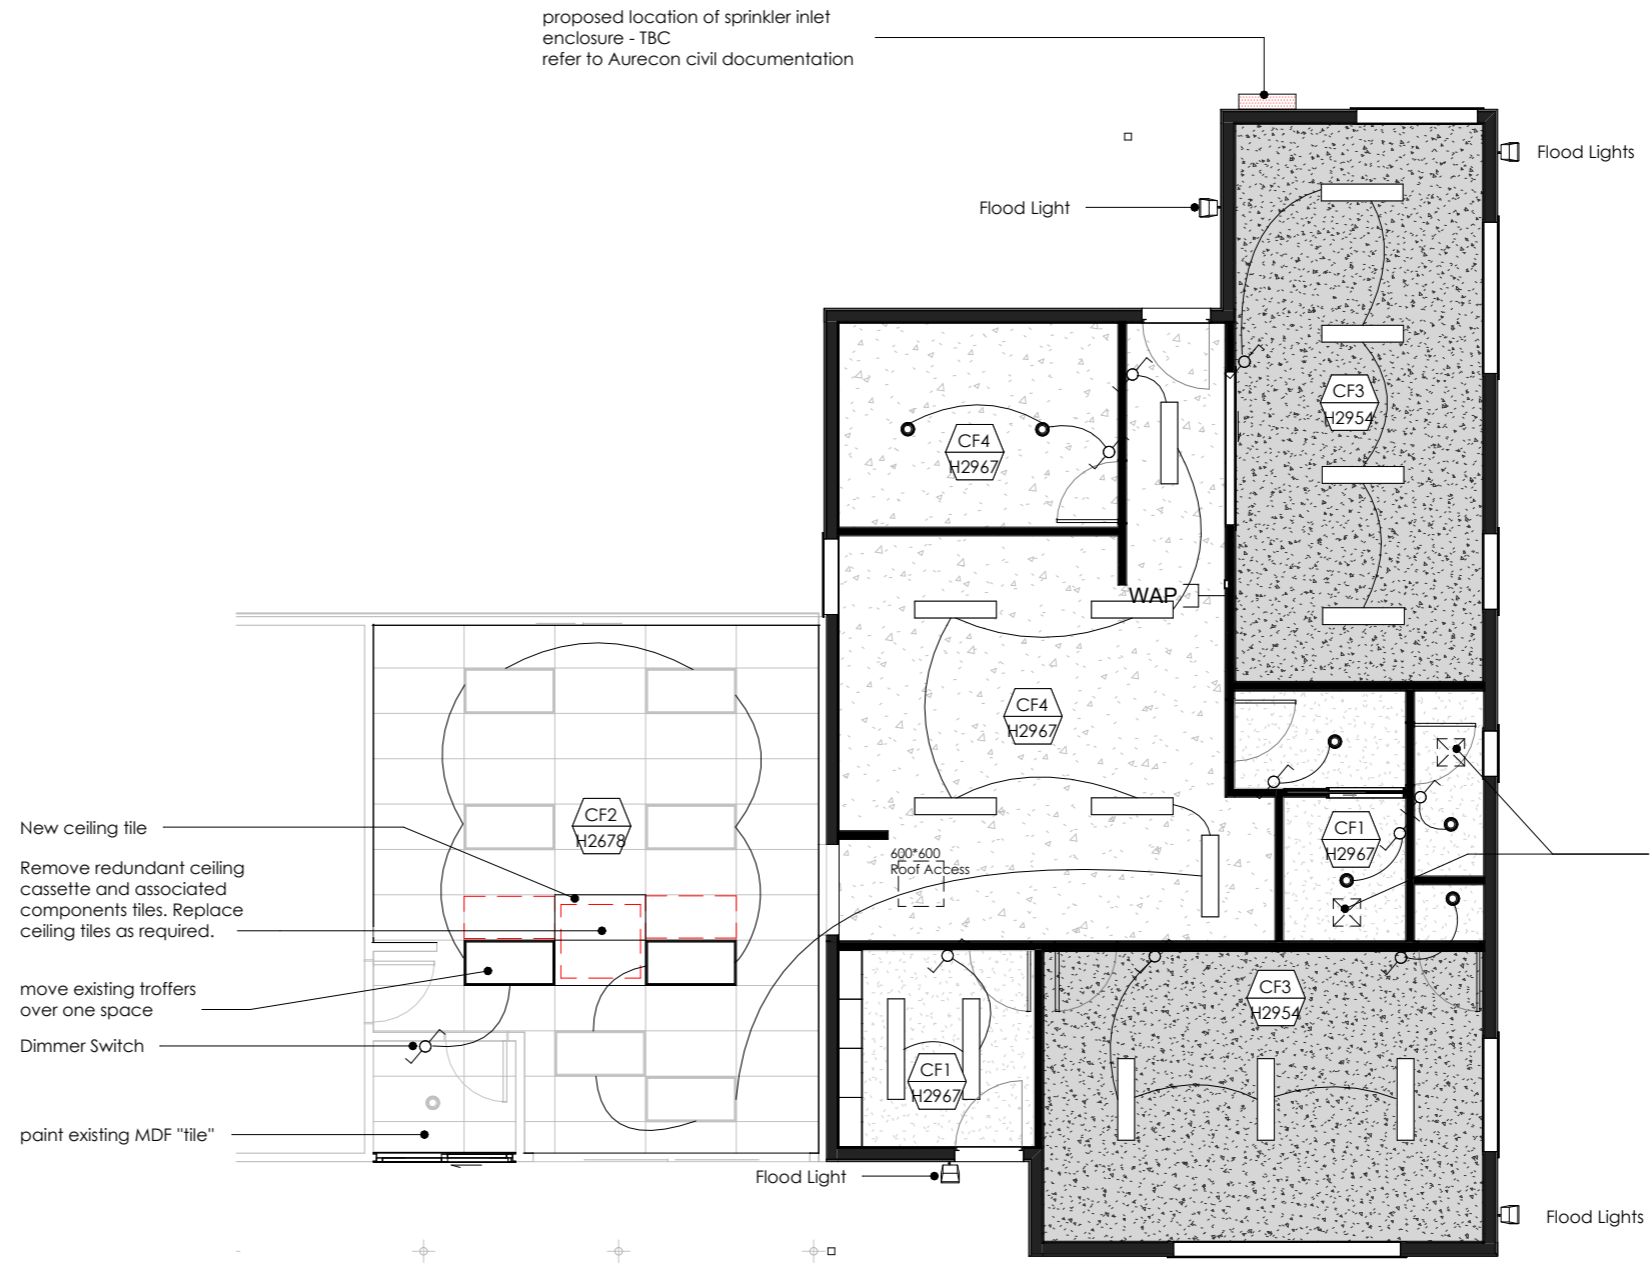 proposed location of sprinkler inlet
enclosure - TBC
refer to Aurecon civil documentation
Flood Lights
Flood Light
CF3
H2954
CF4
H2967
WAP
CF4
H2967
CF2
H2678
New ceiling tile
CF1
H2967
600*600
Roof Access
Remove redundant ceiling
cassette and associated
components tiles. Replace
ceiling tiles as required.
move existing troffers
over one space
CF3
H2954
Dimmer Switch
CF1
H2967
paint existing MDF "tile"
Flood Light
Flood Lights